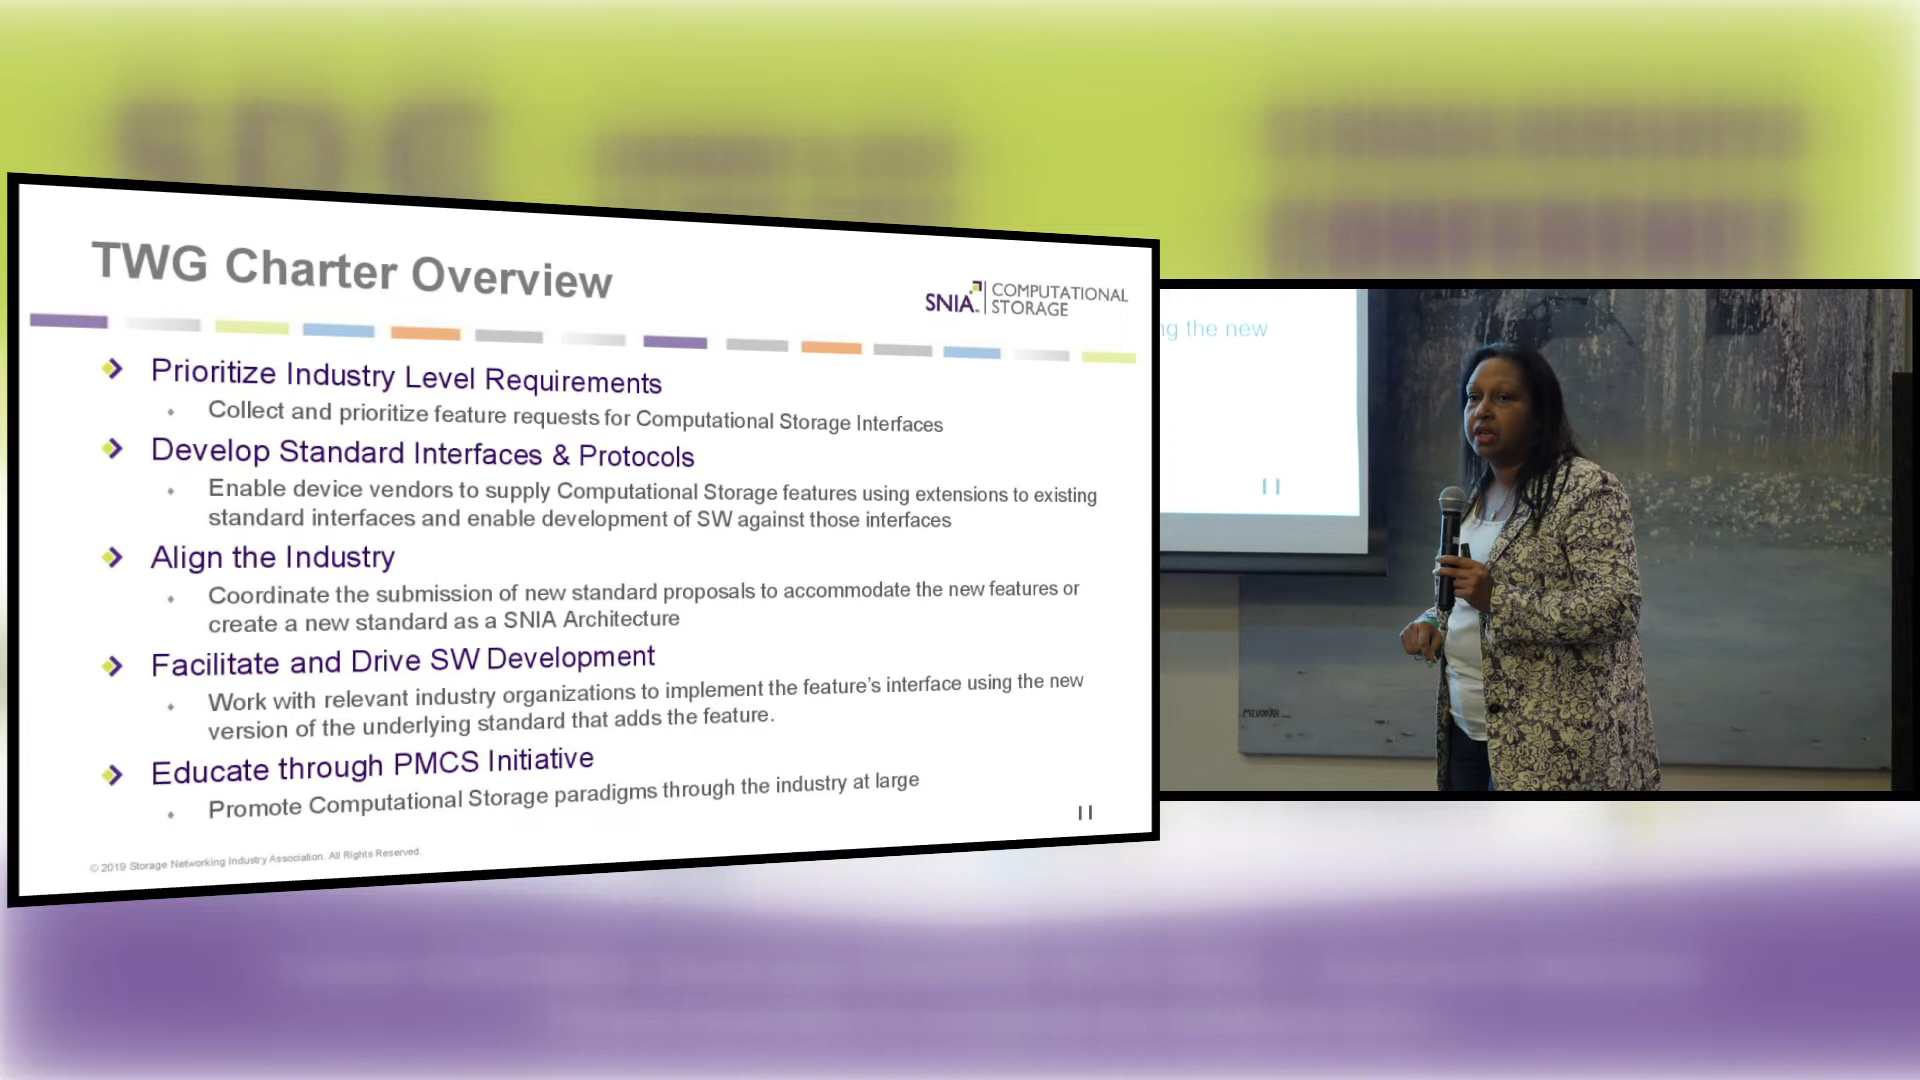 SDC
TWG Charter Overview
SNIA
COMPUTATIONAL
STORAGE
Prioritize Industry Level Requirements
Collect and prioritize feature requests for Computational Storage Interfaces
Develop Standard Interfaces & Protocols
Enable device vendors to supply Computational Storage features using extensions to existing
standard interfaces and enable development of SW against those interfaces
Align the Industry
Coordinate the submission of new standard proposals to accommodate the new features or
create a new standard as a SNIA Architecture
Facilitate and Drive SW Development
Work with relevant industry organizations to implement the feature's interface using the new
version of the underlying standard that adds the feature.
Educate through PMCS Initiative
Promote Computational Storage paradigms through the industry at large
© 2019 Storage Networking Industry Association. All Rights Reserved.
the new